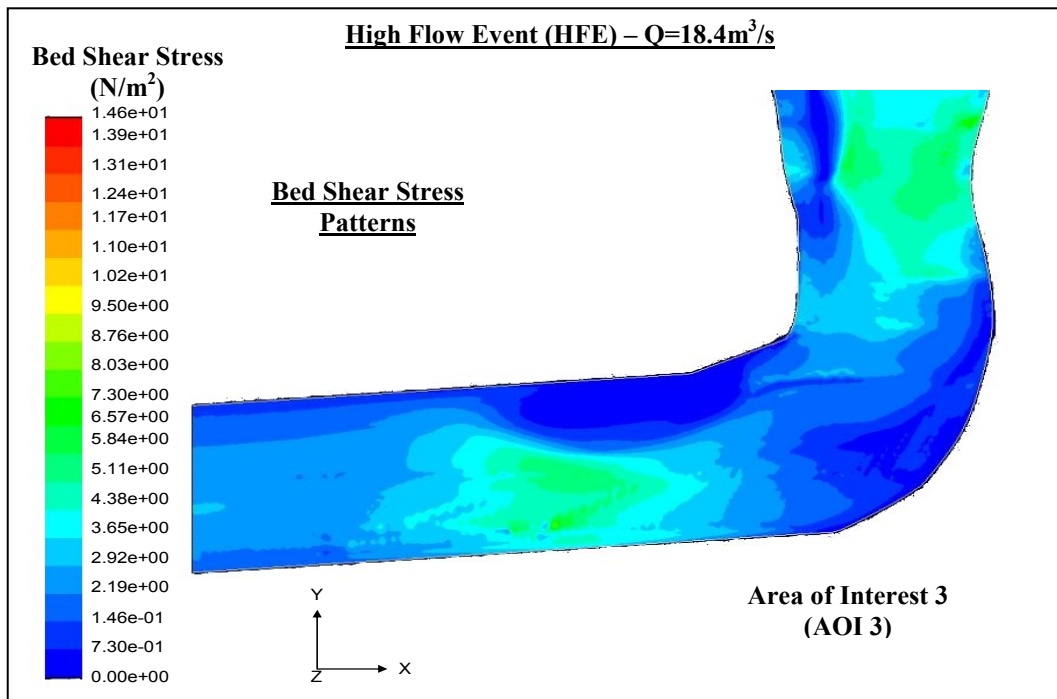 High Flow Event (HFE) – Q=18.4m³/s
Bed Shear Stress
(N/m²)
1.46e+01
1.39e+01
1.31e+01
1.24e+01
1.17e+01
1.10e+01
1.02e+01
9.50e+00
8.76e+00
8.03e+00
7.30e+00
6.57e+00
5.84e+00
5.11e+00
4.38e+00
3.65e+00
2.92e+00
2.19e+00
1.46e-01
7.30e-01
0.00e+00
Bed Shear Stress
Patterns
Y
Z
X
Area of Interest 3
(AOI 3)